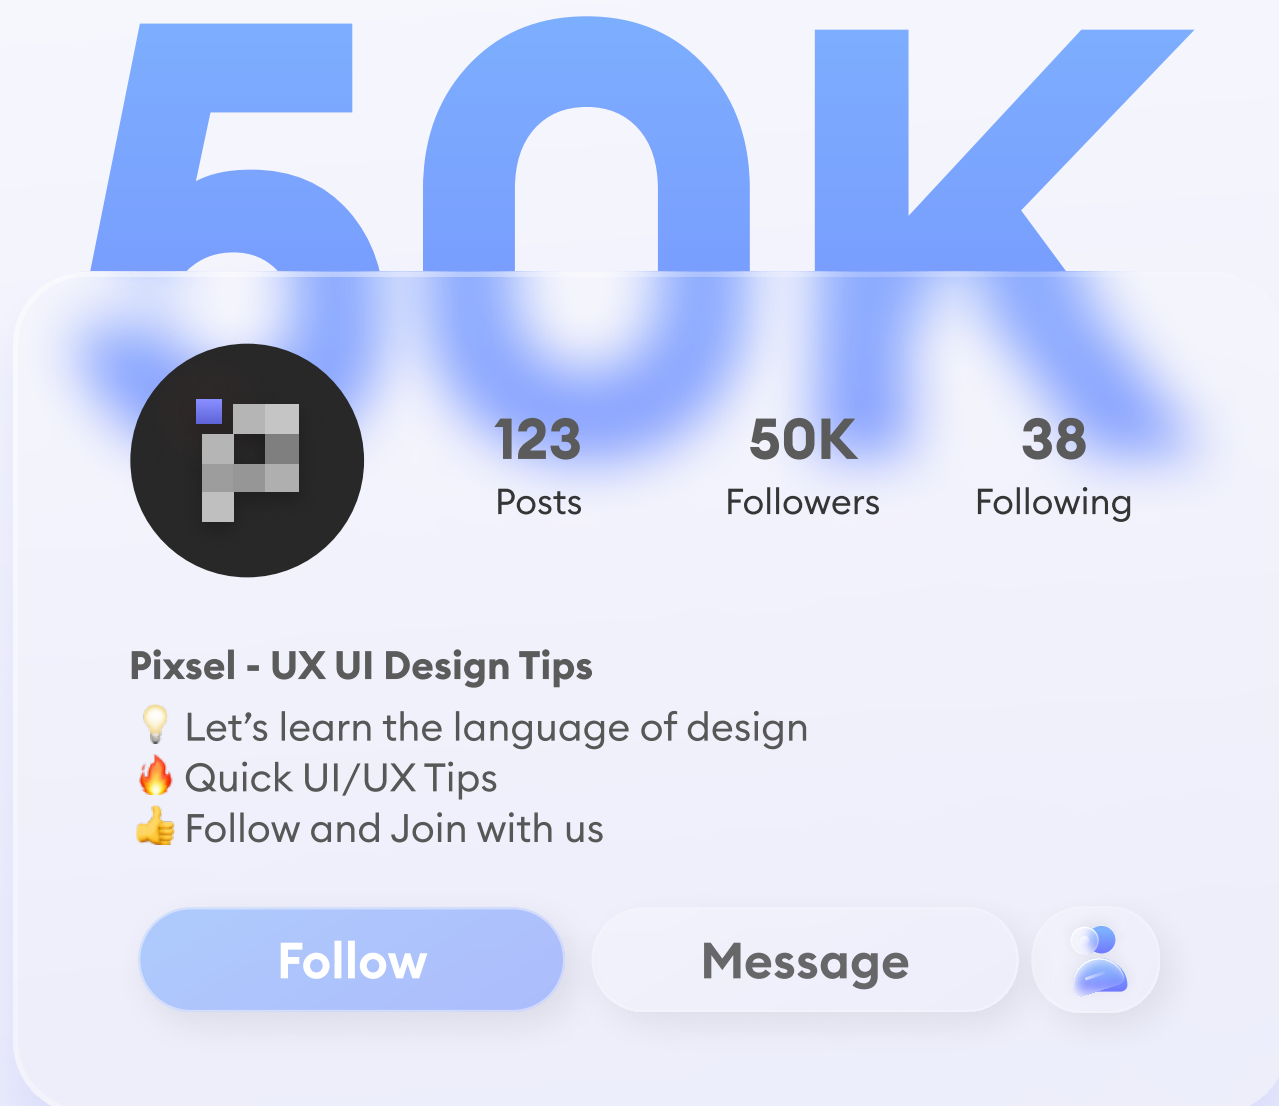 50K
123 50K 38
Posts Followers Following
Pixsel - UX UI Design Tips
💡 Let’s learn the language of design
🔥 Quick UI/UX Tips
👍 Follow and Join with us
Follow Message